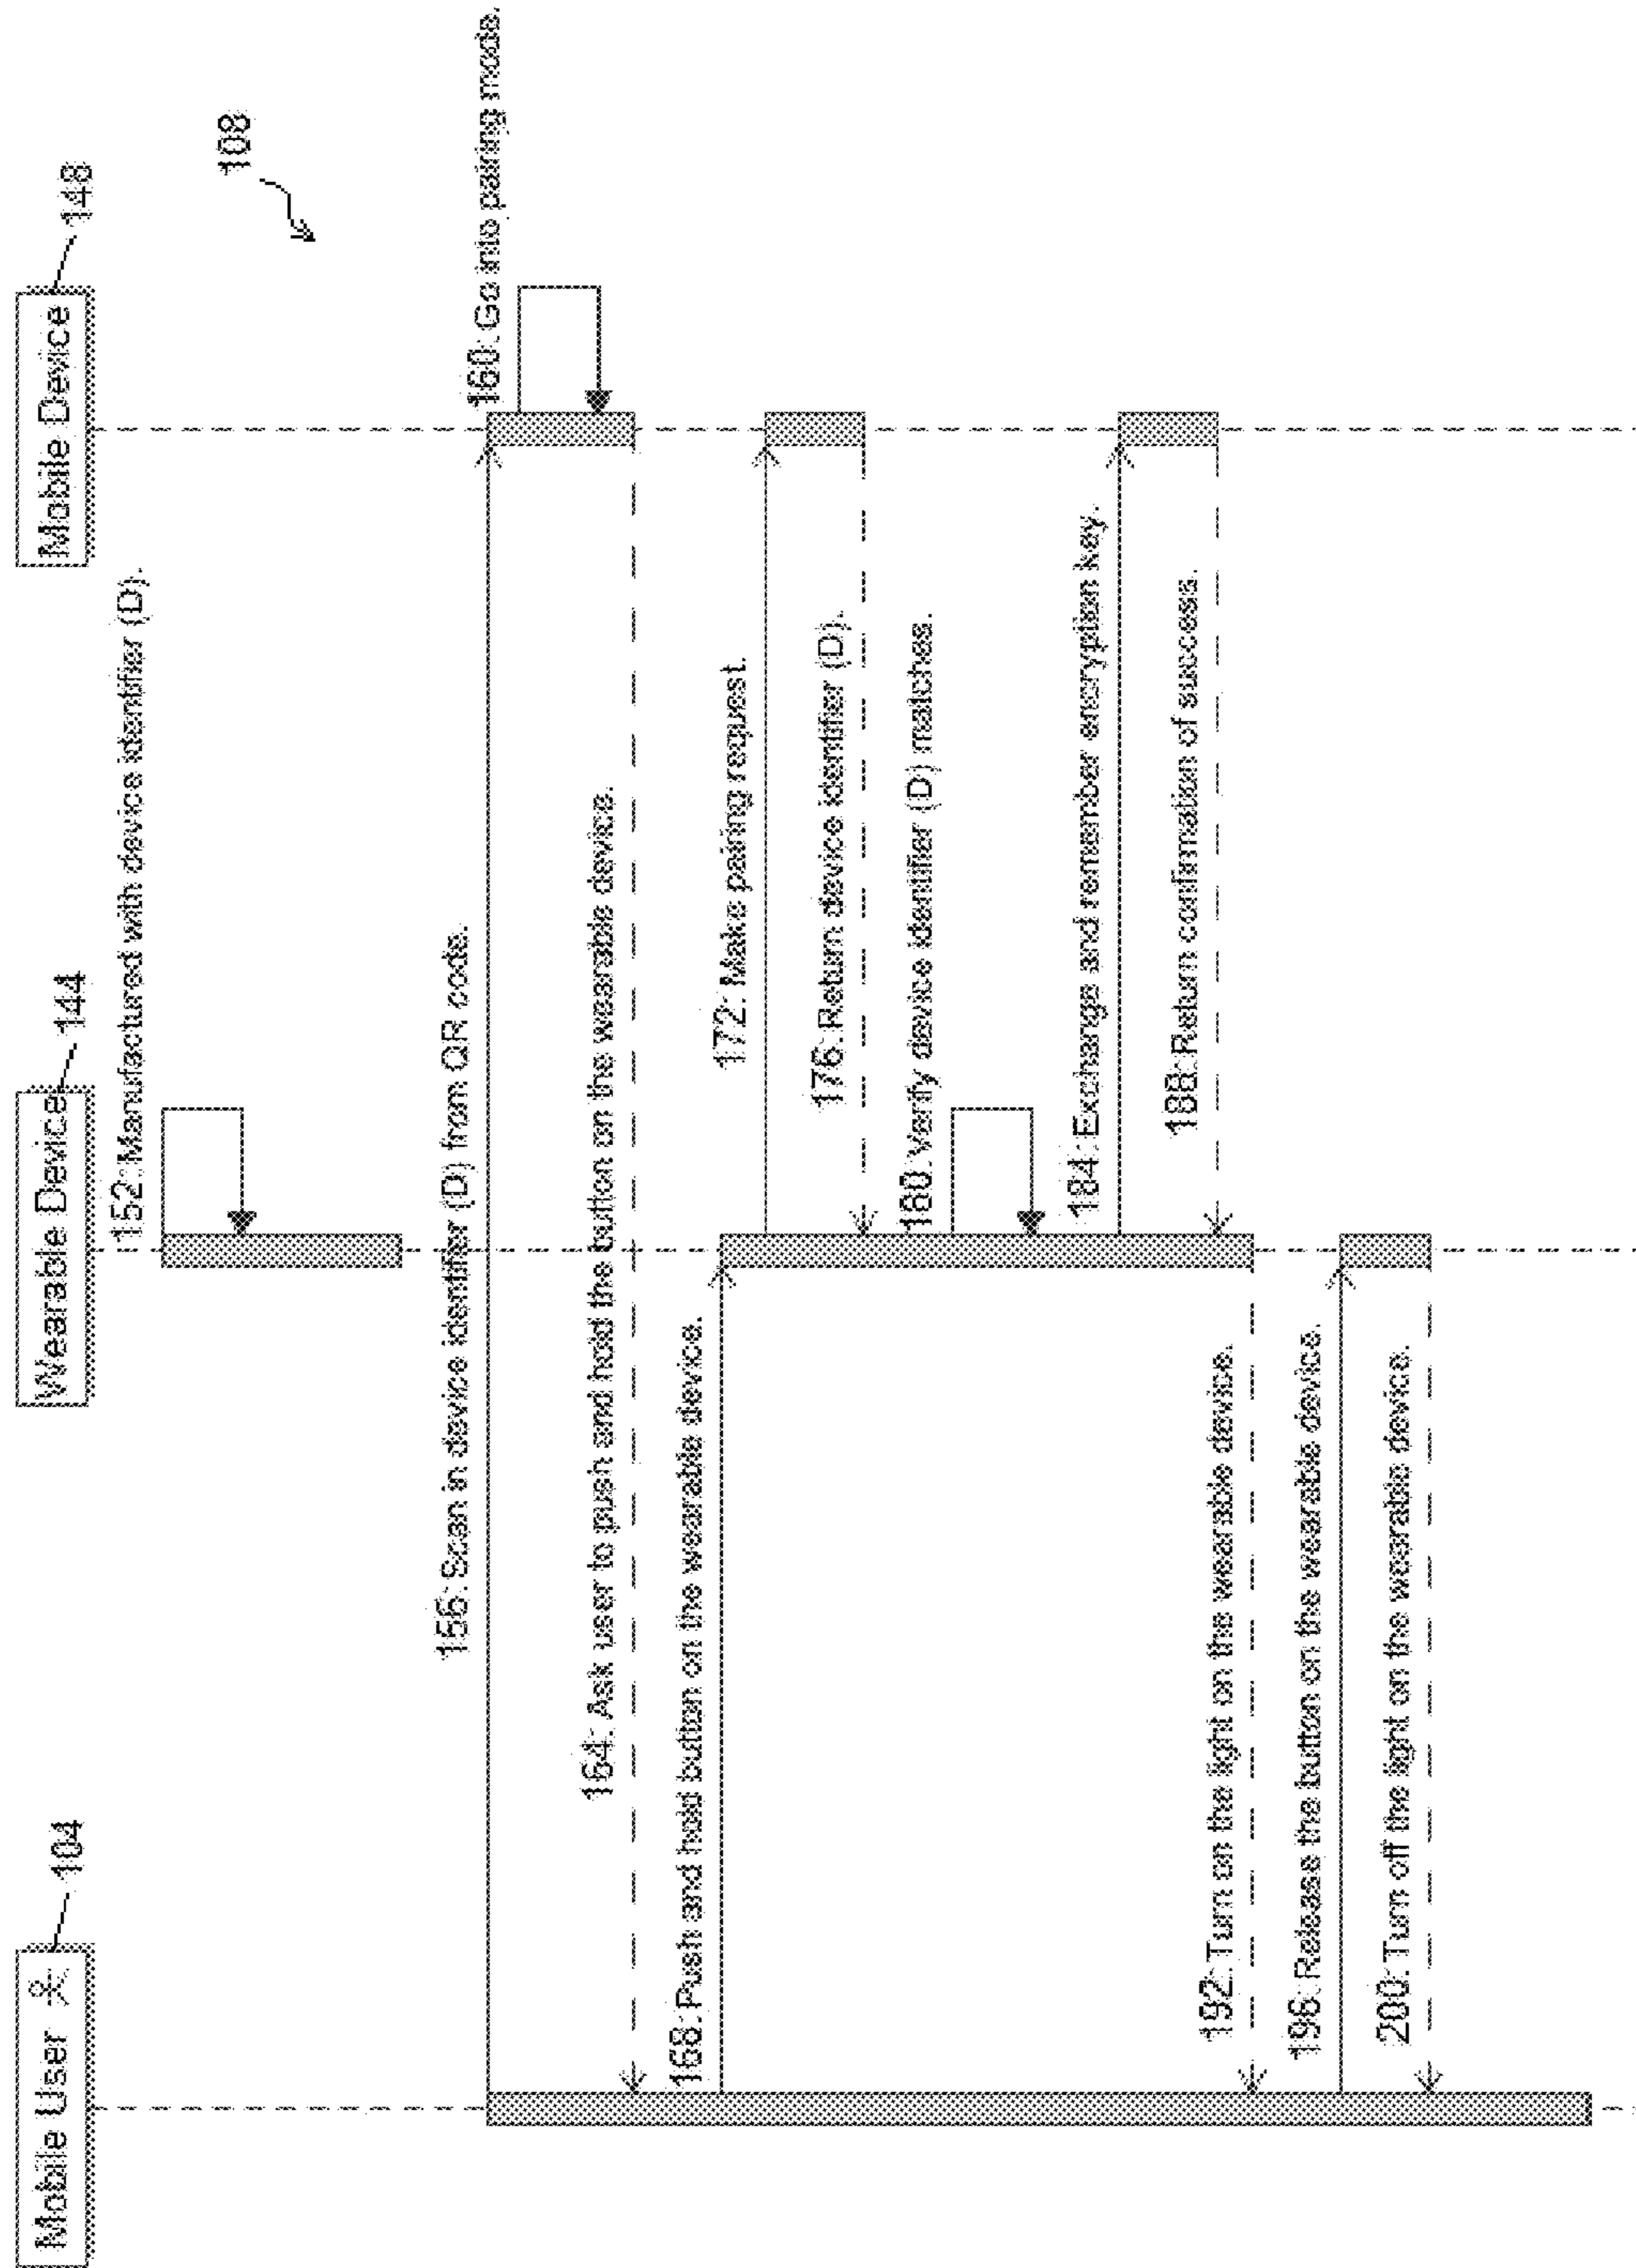 Mobile User
104
Wearable Device
144
Mobile Device
148
108
152: Manufactured with device identifier (D).
156: Scan in device identifier (D) from QR code.
160: Go into pairing mode.
164: Ask user to push and hold the button on the wearable device.
168: Push and hold button on the wearable device.
172: Make pairing request.
176: Return device identifier (D).
180: Verify device identifier (D) matches.
184: Exchange and remember encryption key.
188: Return confirmation of success.
192: Turn on the light on the wearable device.
196: Release the button on the wearable device.
200: Turn off the light on the wearable device.